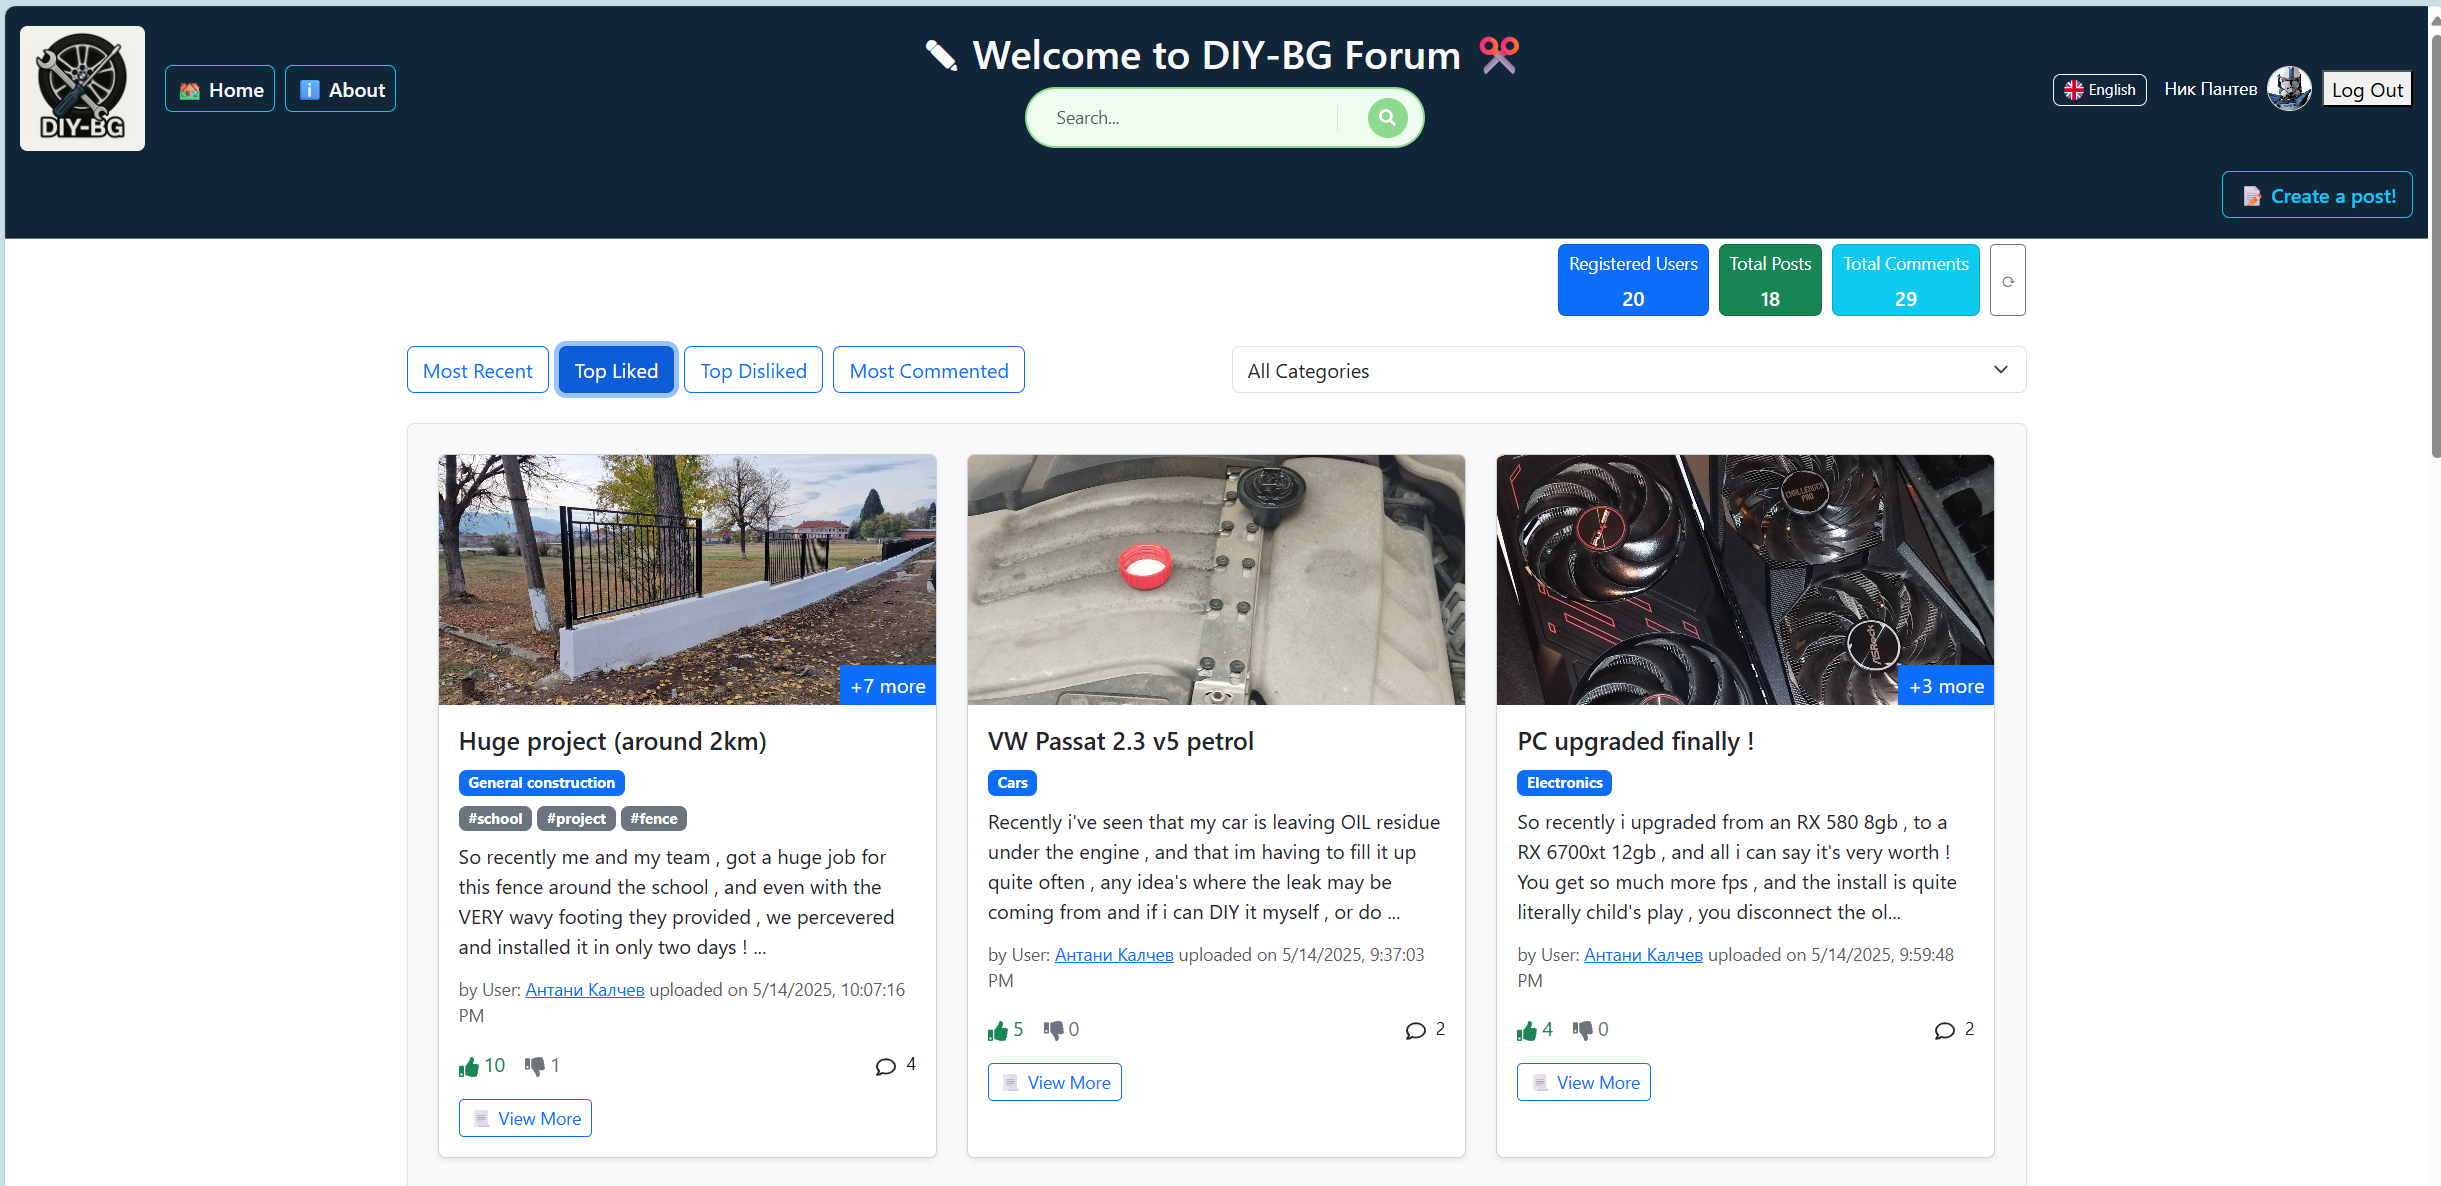 DIY-BG
Home
About
Welcome to DIY-BG Forum
Search...
English
Ник Пантев
Log Out
Create a post!
Registered Users
20
Total Posts
18
Total Comments
29
Most Recent
Top Liked
Top Disliked
Most Commented
All Categories
+7 more
Huge project (around 2km)
General construction
#school #project #fence
So recently me and my team , got a huge job for
this fence around the school , and even with the
VERY wavy footing they provided , we percevered
and installed it in only two days ! ...
by User: Антани Калчев uploaded on 5/14/2025, 10:07:16
PM
10 1 4
View More
VW Passat 2.3 v5 petrol
Cars
Recently i've seen that my car is leaving OIL residue
under the engine , and that im having to fill it up
quite often , any idea's where the leak may be
coming from and if i can DIY it myself , or do ...
by User: Антани Калчев uploaded on 5/14/2025, 9:37:03
PM
5 0 2
View More
CHALLENGER
PRO
ASRock
+3 more
PC upgraded finally !
Electronics
So recently i upgraded from an RX 580 8gb , to a
RX 6700xt 12gb , and all i can say it's very worth !
You get so much more fps , and the install is quite
literally child's play , you disconnect the ol...
by User: Антани Калчев uploaded on 5/14/2025, 9:59:48
PM
4 0 2
View More